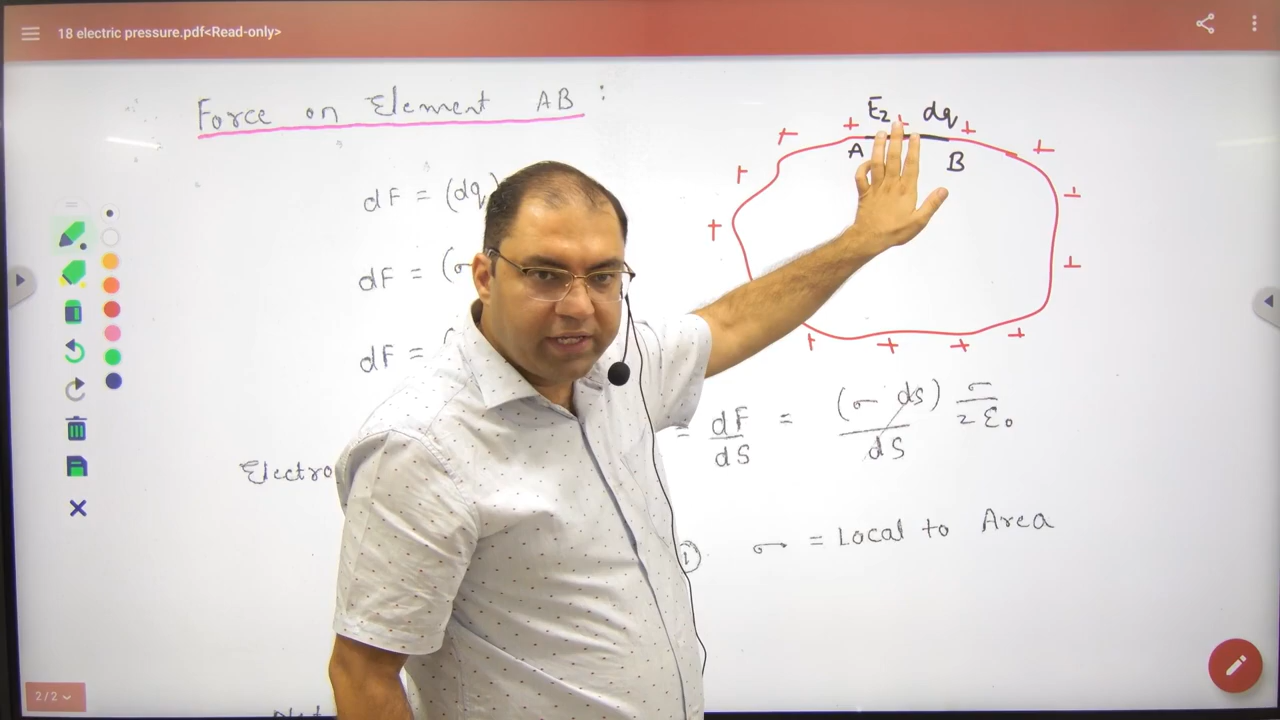 18 electric pressure.pdf<Read-only>
Force on Element AB :
E₂ dq
A B
dF = (dq
dF = (σ
dF = (
= dF/dS = (σ ds)/dS σ/2ε₀
Electro
① σ = Local to Area
2/2